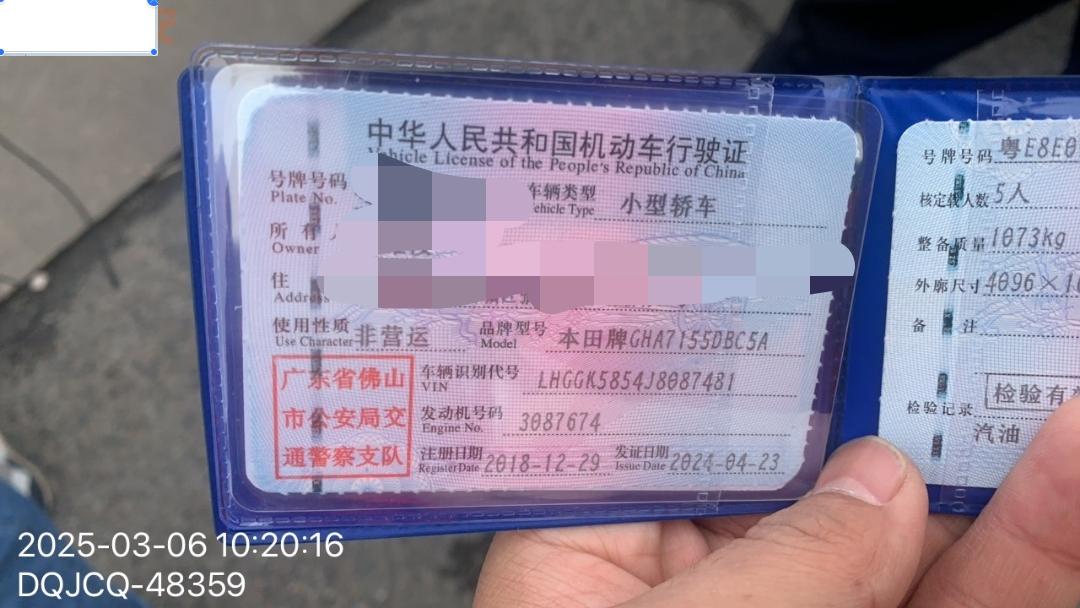 中华人民共和国机动车行驶证
Vehicle License of the People's Republic of China
号牌号码
Plate No.
车辆类型
Vehicle Type
小型轿车
所有
Owner
住
Address
使用性质
Use Character
非营运
品牌型号
Model
本田牌GHA7155DBC5A
广东省佛山
市公安局交
通警察支队
车辆识别代号
VIN
LHGGK5854J8087481
发动机号码
Engine No.
3087674
注册日期
Register Date
2018-12-29
发证日期
Issue Date
2024-04-23
号牌号码
粤E8E0
核定载人数
5人
整备质量
1073kg
外廓尺寸
4096×1
备 注
检验记录
检验有
汽油
2025-03-06 10:20:16
DQJCQ-48359